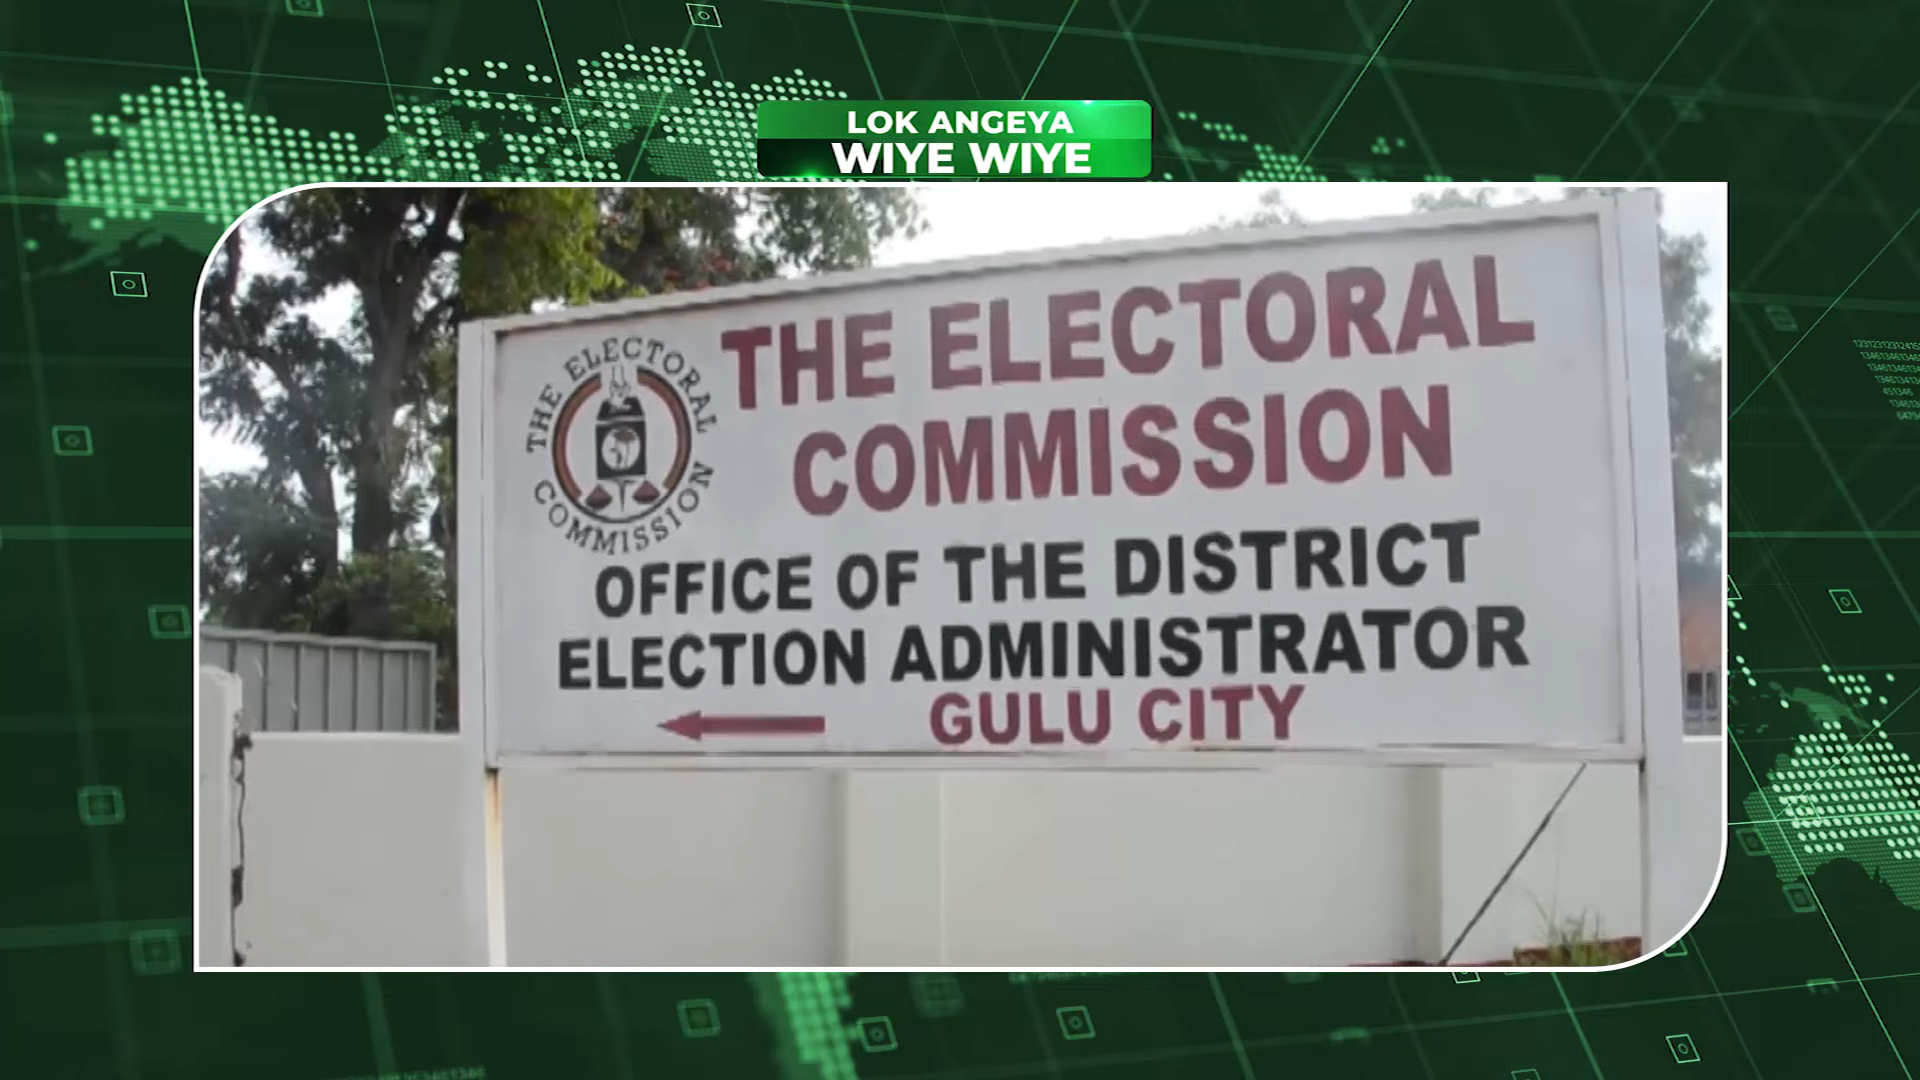 LOK ANGEYA
WIYE WIYE
THE ELECTORAL
COMMISSION
THE ELECTORAL
COMMISSION
OFFICE OF THE DISTRICT
ELECTION ADMINISTRATOR
GULU CITY